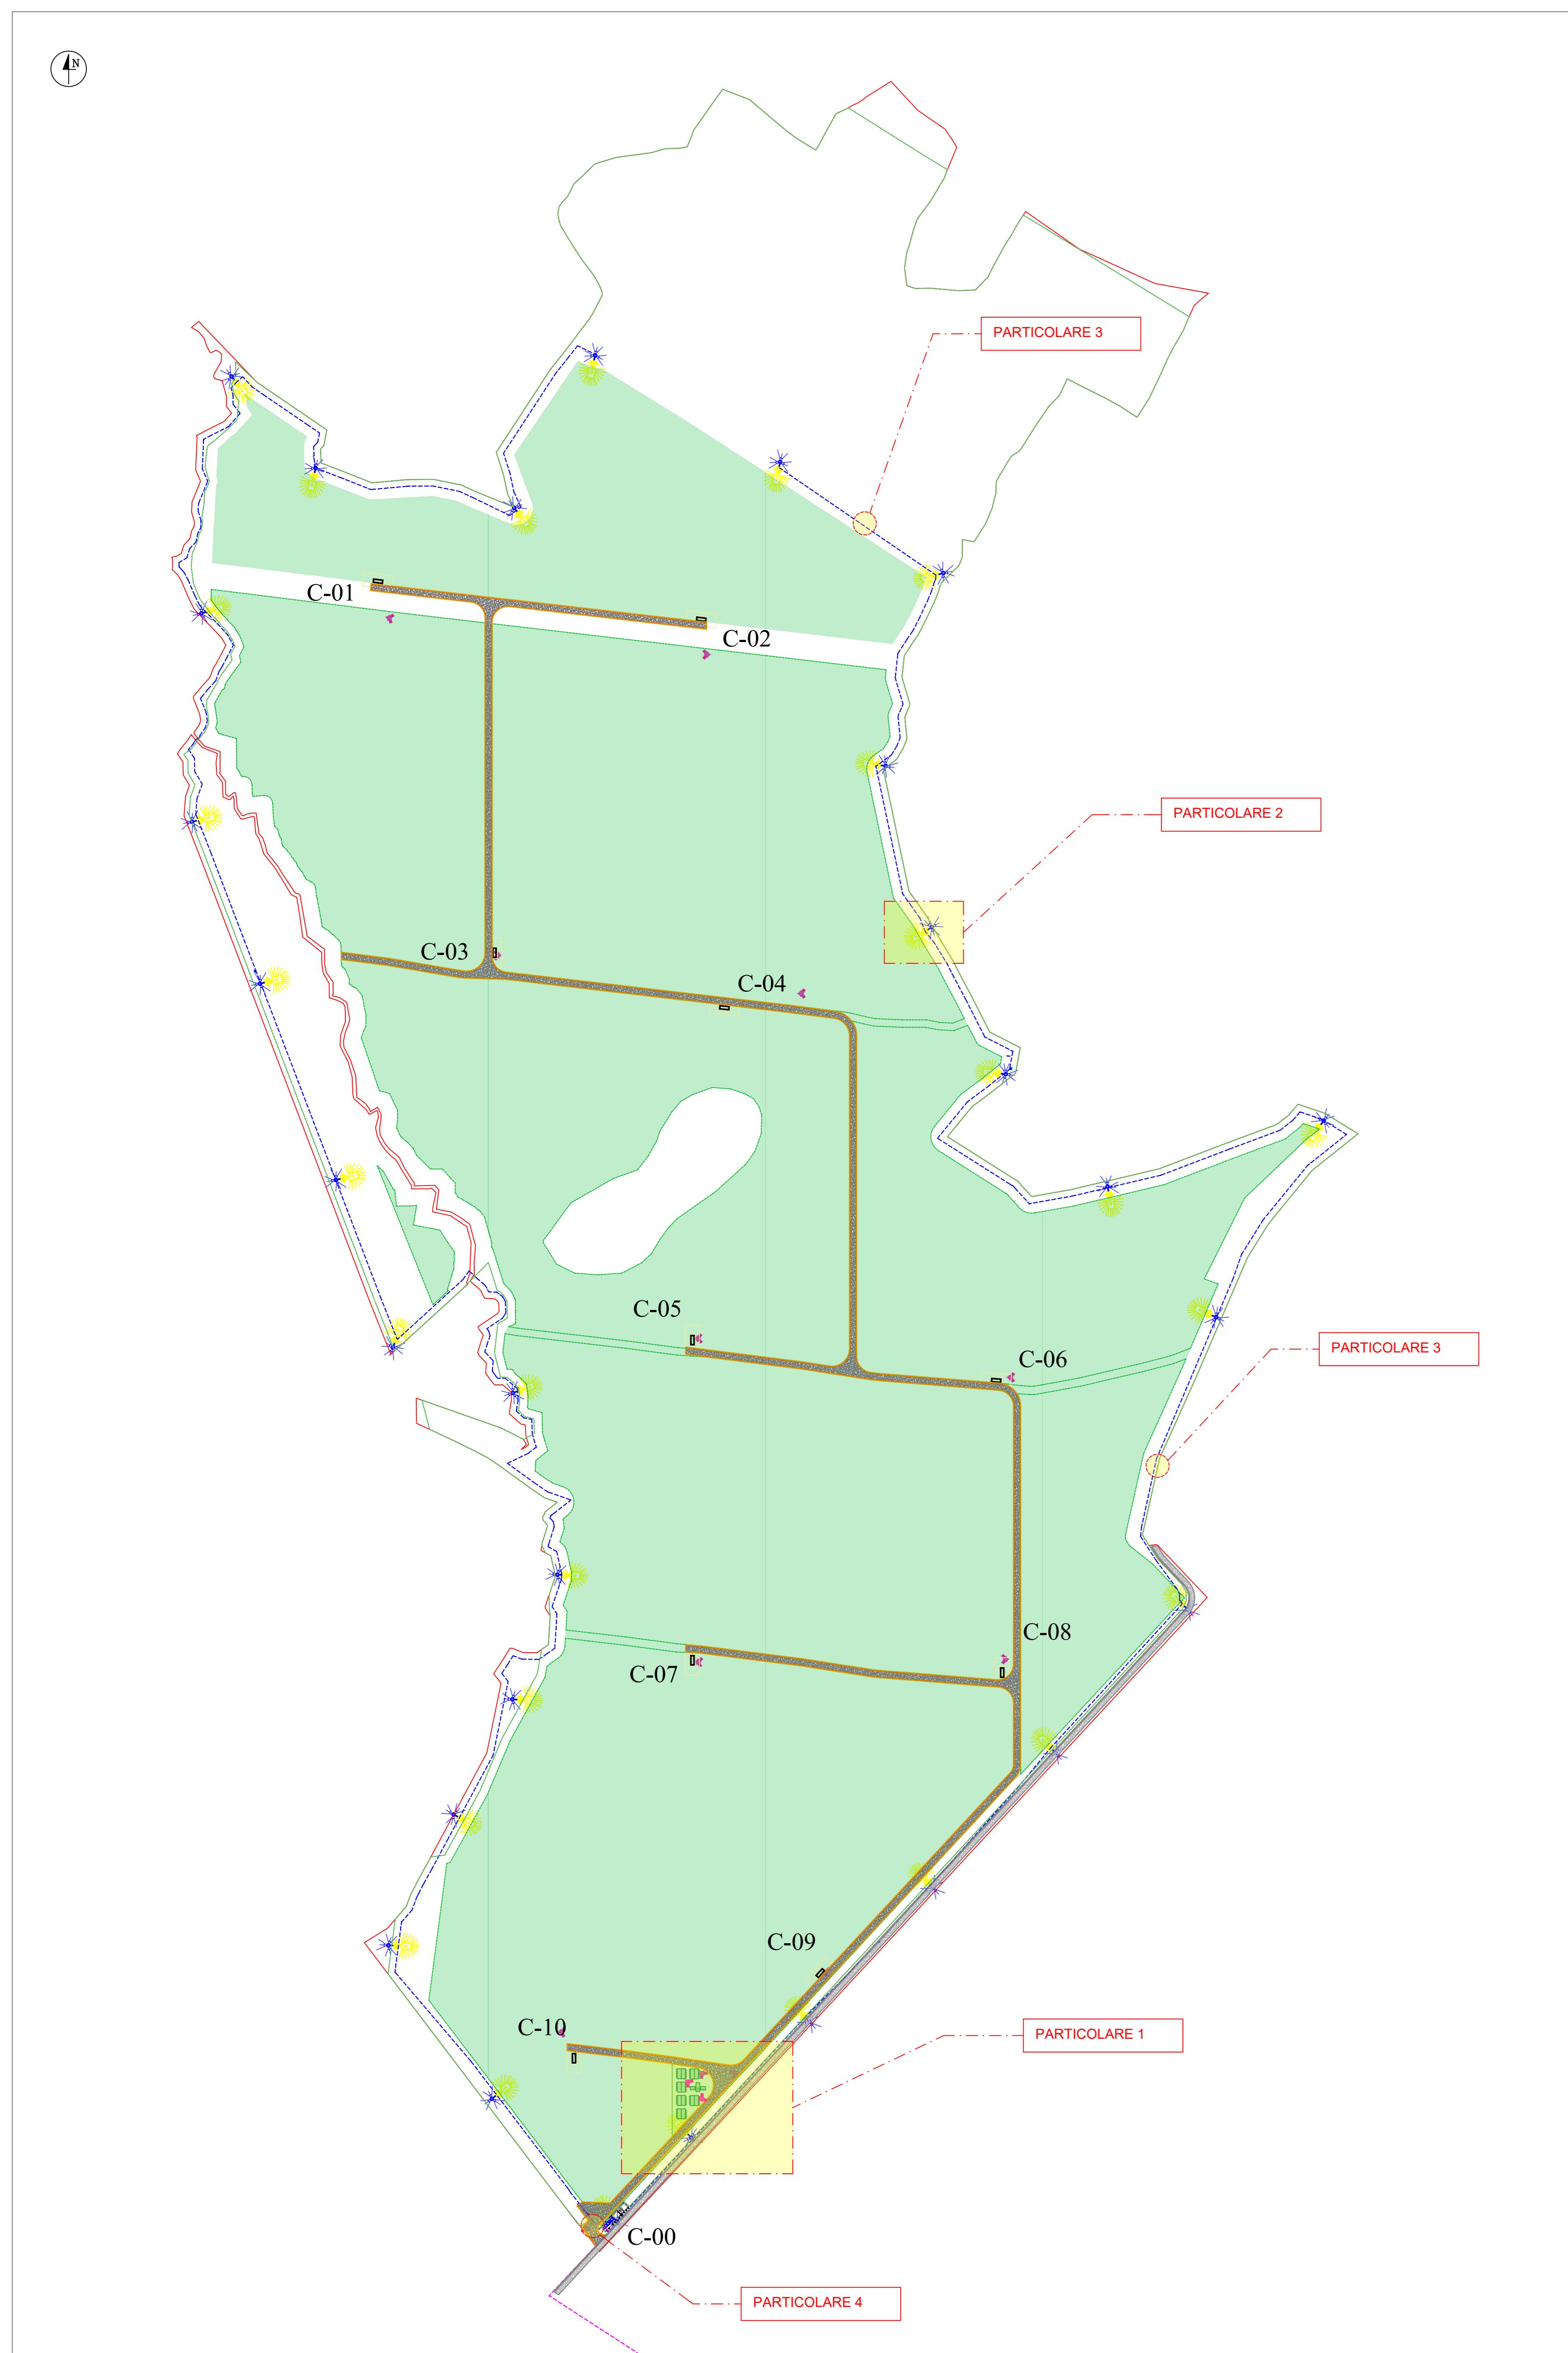 N
PARTICOLARE 3
C-01
C-02
PARTICOLARE 2
C-03
C-04
C-05
C-06
PARTICOLARE 3
C-08
C-07
C-09
C-10
PARTICOLARE 1
C-00
PARTICOLARE 4